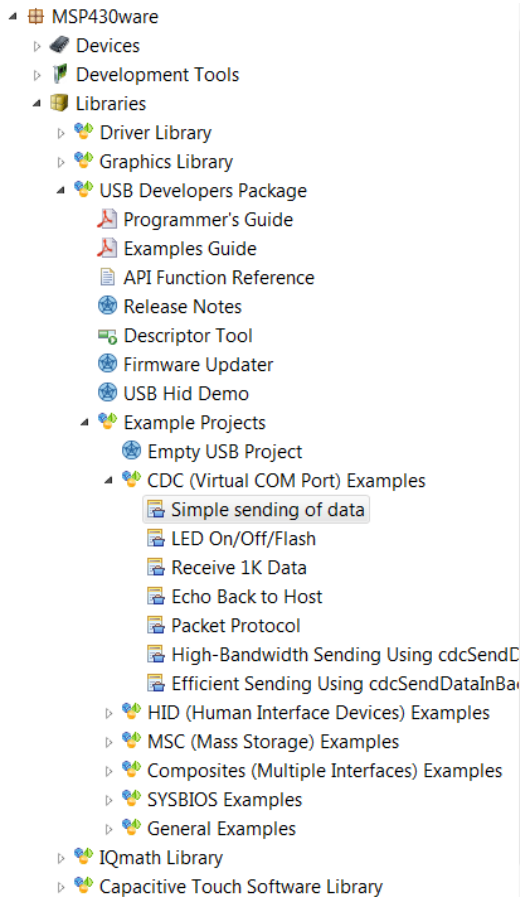 MSP430ware
Devices
Development Tools
Libraries
Driver Library
Graphics Library
USB Developers Package
Programmer's Guide
Examples Guide
API Function Reference
Release Notes
Descriptor Tool
Firmware Updater
USB Hid Demo
Example Projects
Empty USB Project
CDC (Virtual COM Port) Examples
Simple sending of data
LED On/Off/Flash
Receive 1K Data
Echo Back to Host
Packet Protocol
High-Bandwidth Sending Using cdcSendD
Efficient Sending Using cdcSendDataInBa
HID (Human Interface Devices) Examples
MSC (Mass Storage) Examples
Composites (Multiple Interfaces) Examples
SYSBIOS Examples
General Examples
IQmath Library
Capacitive Touch Software Library